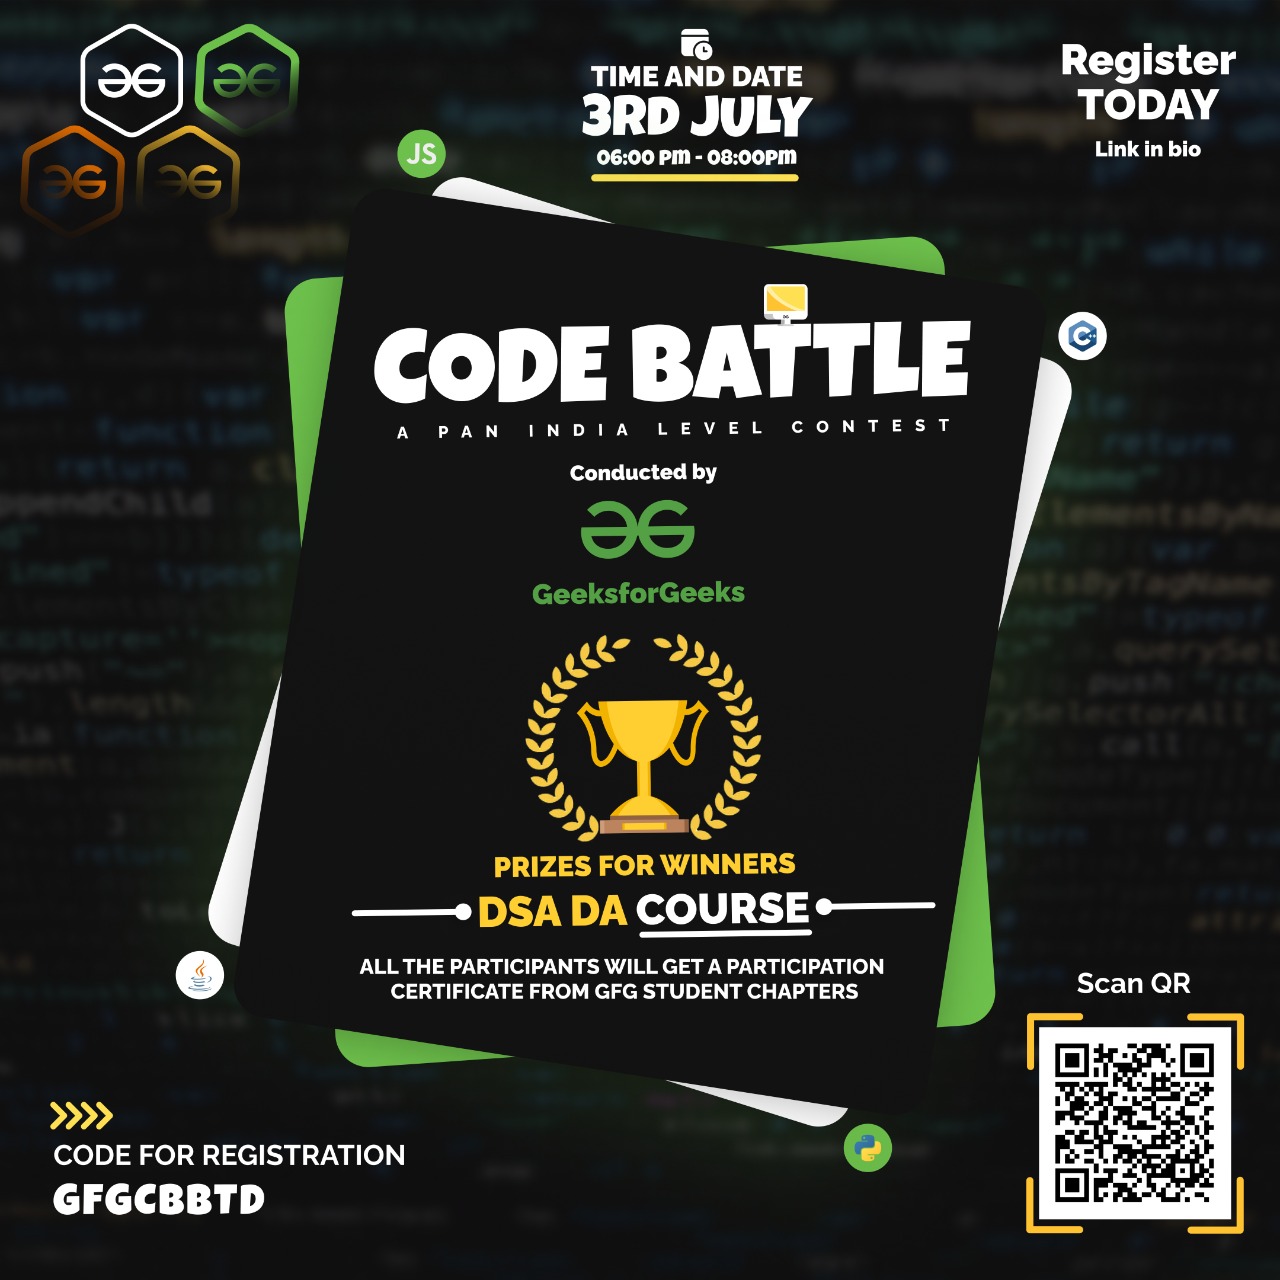 TIME AND DATE
3RD JULY
06:00 Pm - 08:00Pm
Register
TODAY
Link in bio
JS
CODE BATTLE
A PAN INDIA LEVEL CONTEST
Conducted by
GeeksforGeeks
PRIZES FOR WINNERS
DSA DA COURSE
ALL THE PARTICIPANTS WILL GET A PARTICIPATION
CERTIFICATE FROM GFG STUDENT CHAPTERS
Scan QR
CODE FOR REGISTRATION
GFGCBBTD